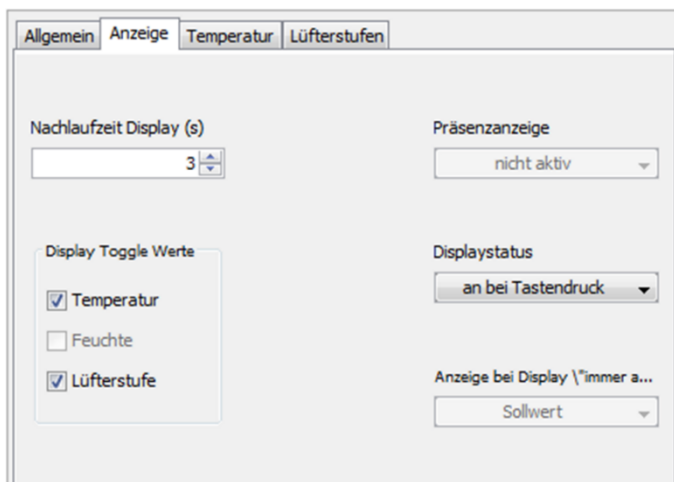 Allgemein Anzeige Temperatur Lüfterstufen
Nachlaufzeit Display (s)
3
Präsenzanzeige
nicht aktiv
Display Toggle Werte
Temperatur
Feuchte
Lüfterstufe
Displaystatus
an bei Tastendruck
Anzeige bei Display \"immer a...
Sollwert